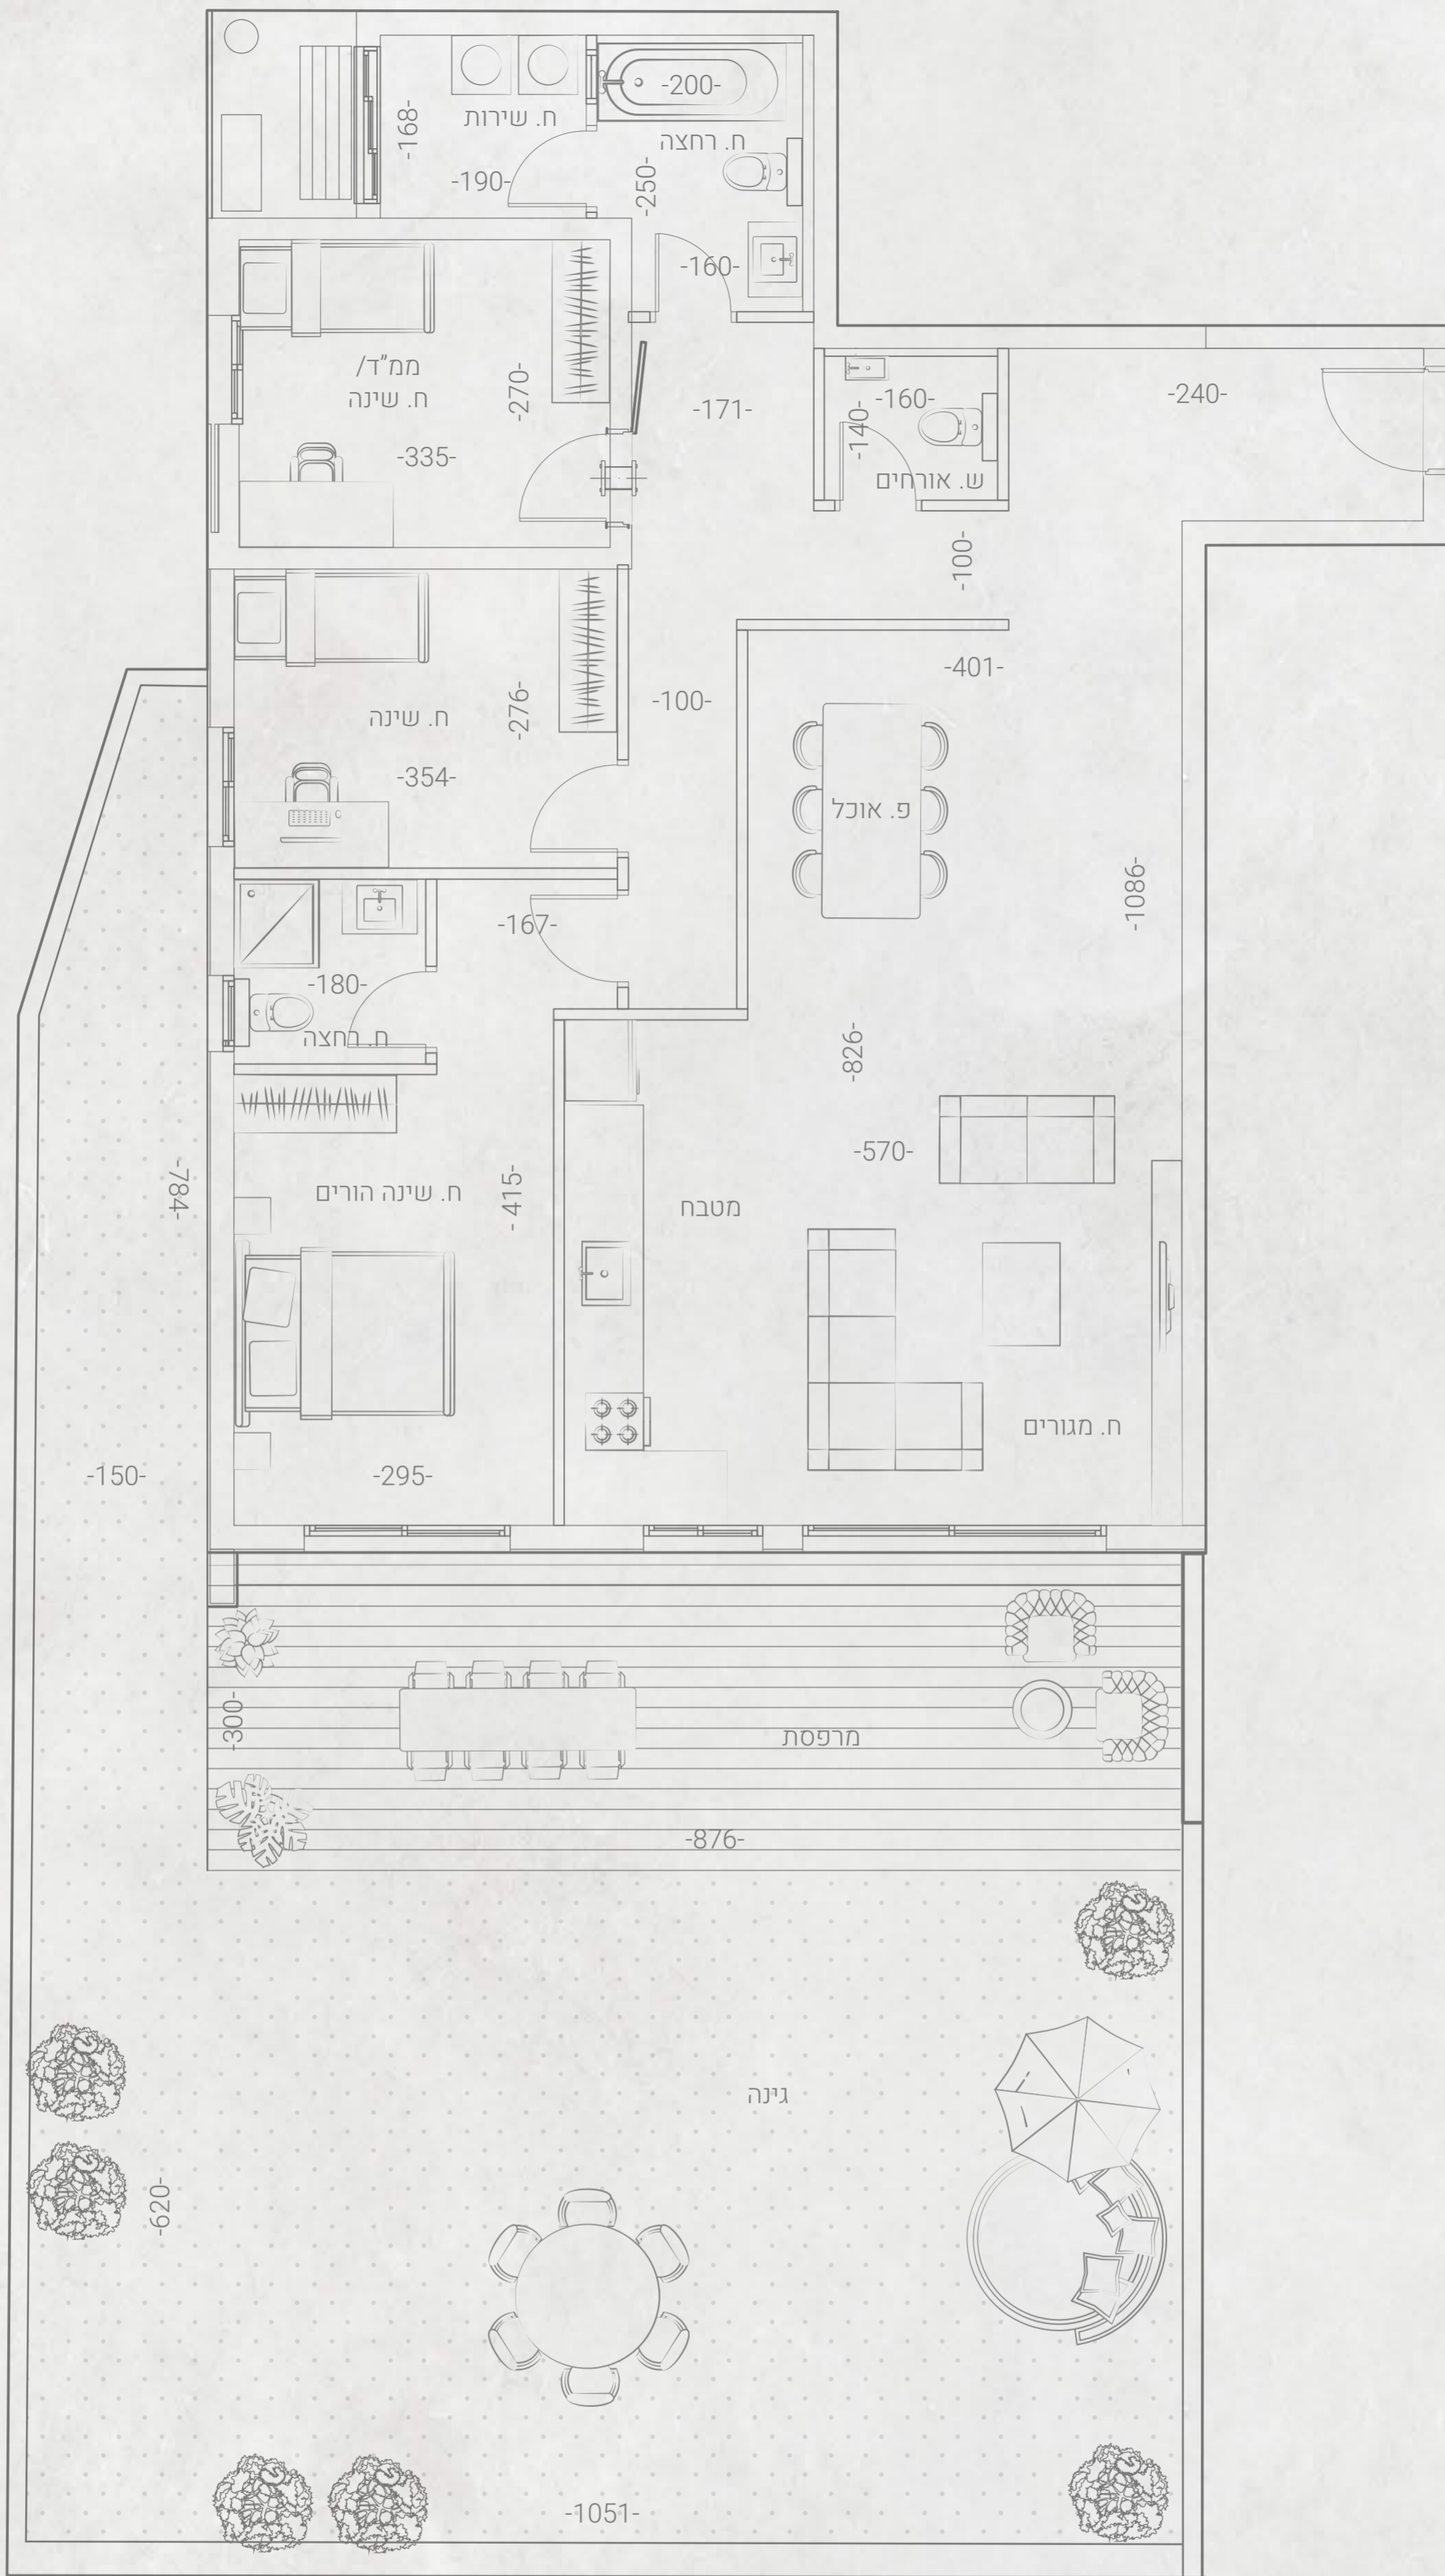 -200-
ח. שירות
-168-
ח. רחצה
-190-
-250-
-160-
ממ"ד/
ח. שינה
-270-
-335-
-171-
-160-
-140-
ש. אורחים
-240-
-100-
-401-
-276-
ח. שינה
-354-
-100-
פ. אוכל
-1086-
-167-
-180-
ח. רחצה
-826-
-570-
-784-
ח. שינה הורים
-415-
מטבח
ח. מגורים
-150-
-295-
-300-
מרפסת
-876-
גינה
-620-
-1051-